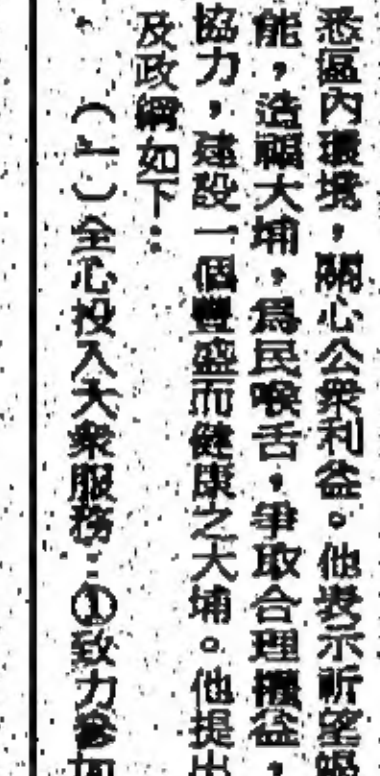 悉區內環境，關心公衆利益。他表示祈望竭
能，造福大埔，爲民喉舌，爭取合理權益，
協力，建設一個豐盛而健康之大埔。他提出
及政綱如下：
（一）全心投入大衆服務：①致力參加